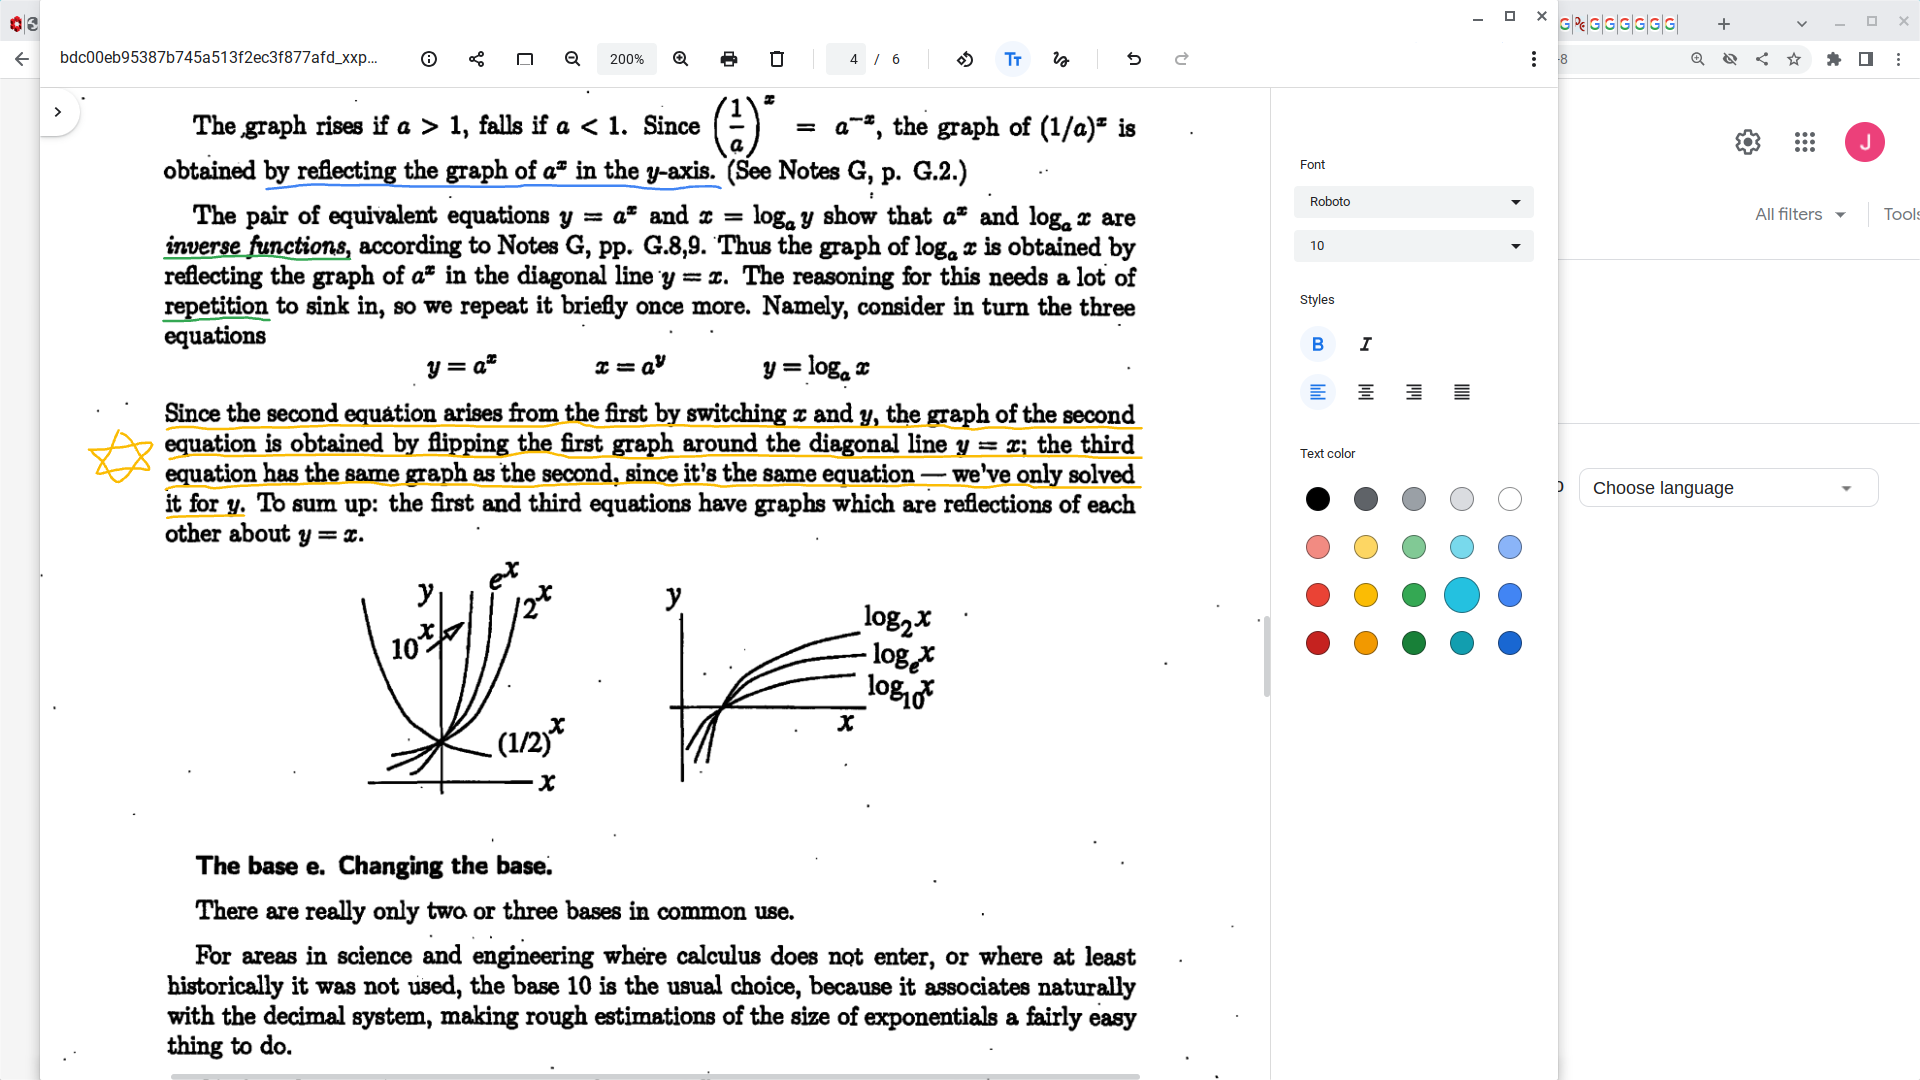 bdc00eb95387b745a513f2ec3f877afd_xxp...
200%
4 / 6
The graph rises if a > 1, falls if a < 1. Since (1/a)^x = a^{-x}, the graph of (1/a)^x is
obtained by reflecting the graph of a^x in the y-axis. (See Notes G, p. G.2.)
The pair of equivalent equations y = a^x and x = log_a y show that a^x and log_a x are
inverse functions, according to Notes G, pp. G.8,9. Thus the graph of log_a x is obtained by
reflecting the graph of a^x in the diagonal line y = x. The reasoning for this needs a lot of
repetition to sink in, so we repeat it briefly once more. Namely, consider in turn the three
equations
y = a^x x = a^y y = log_a x
Since the second equation arises from the first by switching x and y, the graph of the second
equation is obtained by flipping the first graph around the diagonal line y = x; the third
equation has the same graph as the second, since it's the same equation — we've only solved
it for y. To sum up: the first and third equations have graphs which are reflections of each
other about y = x.
y
e^x
2^x
10^x
(1/2)^x
x
y
log_2 x
log_e x
log_10 x
x
The base e. Changing the base.
There are really only two or three bases in common use.
For areas in science and engineering where calculus does not enter, or where at least
historically it was not used, the base 10 is the usual choice, because it associates naturally
with the decimal system, making rough estimations of the size of exponentials a fairly easy
thing to do.
Font
Roboto
10
Styles
B I
Text color
-8
J
All filters
Tools
Choose language